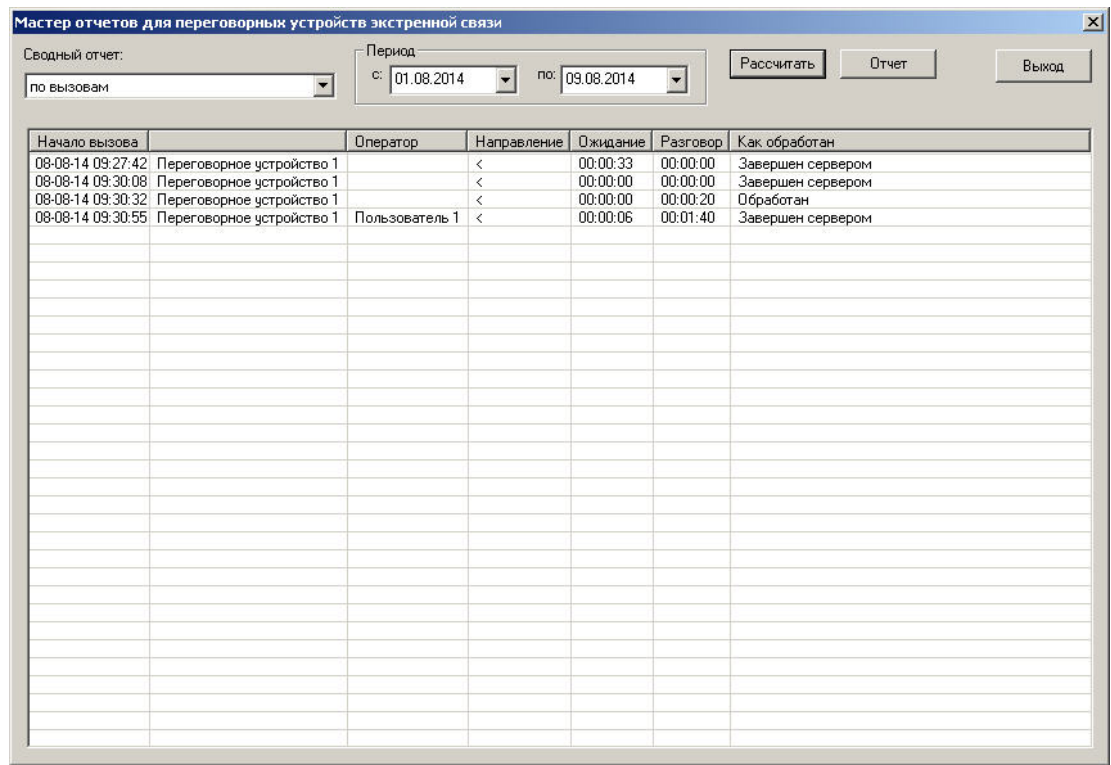 Мастер отчетов для переговорных устройств экстренной связи
Сводный отчет:
по вызовам
Период
с: 01.08.2014 по: 09.08.2014
Рассчитать Отчет Выход
Начало вызова Оператор Направление Ожидание Разговор Как обработан
08-08-14 09:27:42 Переговорное устройство 1 < 00:00:33 00:00:00 Завершен сервером
08-08-14 09:30:08 Переговорное устройство 1 < 00:00:00 00:00:00 Завершен сервером
08-08-14 09:30:32 Переговорное устройство 1 < 00:00:00 00:00:20 Обработан
08-08-14 09:30:55 Переговорное устройство 1 Пользователь 1 < 00:00:06 00:01:40 Завершен сервером